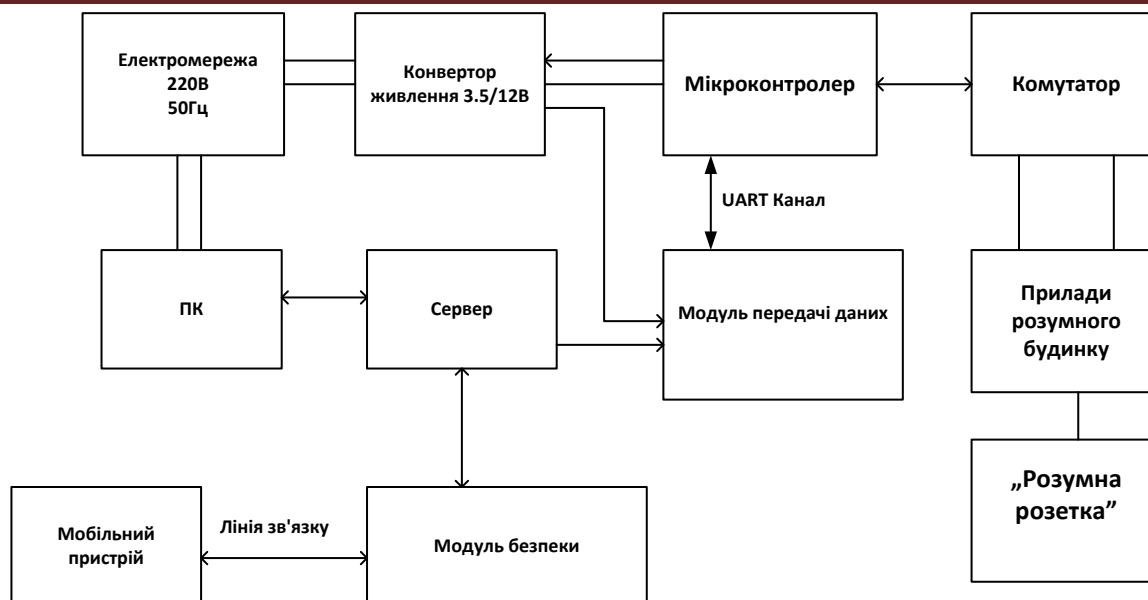 Електромережа
220В
50Гц
Конвертор
живлення 3.5/12В
Мікроконтролер
Комутатор
UART Канал
ПК
Сервер
Модуль передачі даних
Прилади
розумного
будинку
„Розумна
розетка”
Мобільний
пристрій
Лінія зв'язку
Модуль безпеки